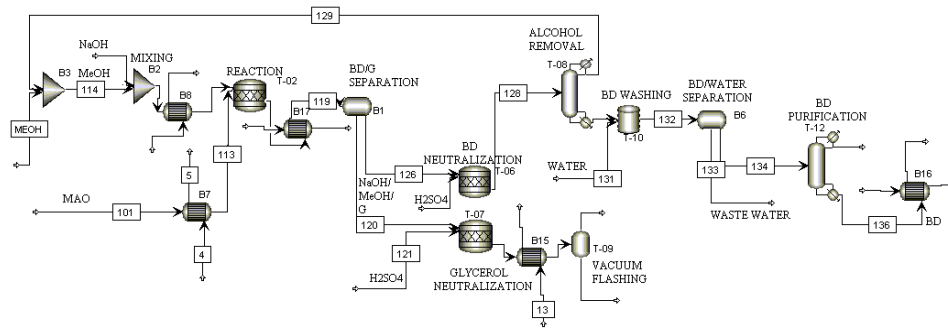 129
ALCOHOL
REMOVAL
T-08
NaOH
MIXING
B3
MeOH
B2
114
B8
REACTION
T-02
BD/G
SEPARATION
119
B1
B17
128
BD WASHING
T-10
132
BD/WATER
SEPARATION
B6
BD
PURIFICATION
T-12
MEOH
113
5
MAO
101
B7
4
NaOH/
MeOH/
G
120
126
BD
NEUTRALIZATION
T-06
H2SO4
WATER
131
133
134
WASTE WATER
B16
136
BD
T-07
121
H2SO4
GLYCEROL
NEUTRALIZATION
B15
13
T-09
VACUUM
FLASHING